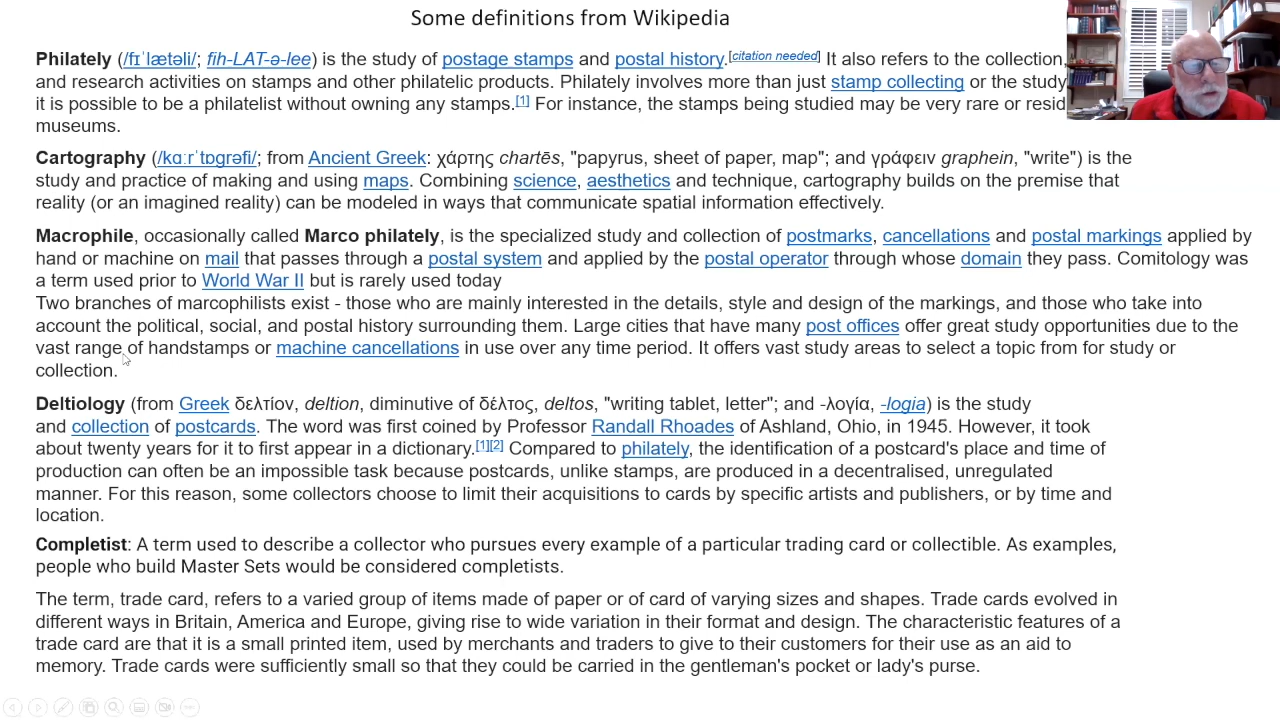 Some definitions from Wikipedia
Philately (/fɪˈlætəli/; fih-LAT-ə-lee) is the study of postage stamps and postal history.[citation needed] It also refers to the collection,
and research activities on stamps and other philatelic products. Philately involves more than just stamp collecting or the study
it is possible to be a philatelist without owning any stamps.[1] For instance, the stamps being studied may be very rare or resid
museums.
Cartography (/kɑːrˈtɒɡrəfi/; from Ancient Greek: χάρτης chartēs, "papyrus, sheet of paper, map"; and γράφειν graphein, "write") is the
study and practice of making and using maps. Combining science, aesthetics and technique, cartography builds on the premise that
reality (or an imagined reality) can be modeled in ways that communicate spatial information effectively.
Macrophile, occasionally called Marco philately, is the specialized study and collection of postmarks, cancellations and postal markings applied by
hand or machine on mail that passes through a postal system and applied by the postal operator through whose domain they pass. Comitology was
a term used prior to World War II but is rarely used today
Two branches of marcophilists exist - those who are mainly interested in the details, style and design of the markings, and those who take into
account the political, social, and postal history surrounding them. Large cities that have many post offices offer great study opportunities due to the
vast range of handstamps or machine cancellations in use over any time period. It offers vast study areas to select a topic from for study or
collection.
Deltiology (from Greek δελτίον, deltion, diminutive of δέλτος, deltos, "writing tablet, letter"; and -λογία, -logia) is the study
and collection of postcards. The word was first coined by Professor Randall Rhoades of Ashland, Ohio, in 1945. However, it took
about twenty years for it to first appear in a dictionary.[1][2] Compared to philately, the identification of a postcard's place and time of
production can often be an impossible task because postcards, unlike stamps, are produced in a decentralised, unregulated
manner. For this reason, some collectors choose to limit their acquisitions to cards by specific artists and publishers, or by time and
location.
Completist: A term used to describe a collector who pursues every example of a particular trading card or collectible. As examples,
people who build Master Sets would be considered completists.
The term, trade card, refers to a varied group of items made of paper or of card of varying sizes and shapes. Trade cards evolved in
different ways in Britain, America and Europe, giving rise to wide variation in their format and design. The characteristic features of a
trade card are that it is a small printed item, used by merchants and traders to give to their customers for their use as an aid to
memory. Trade cards were sufficiently small so that they could be carried in the gentleman's pocket or lady's purse.